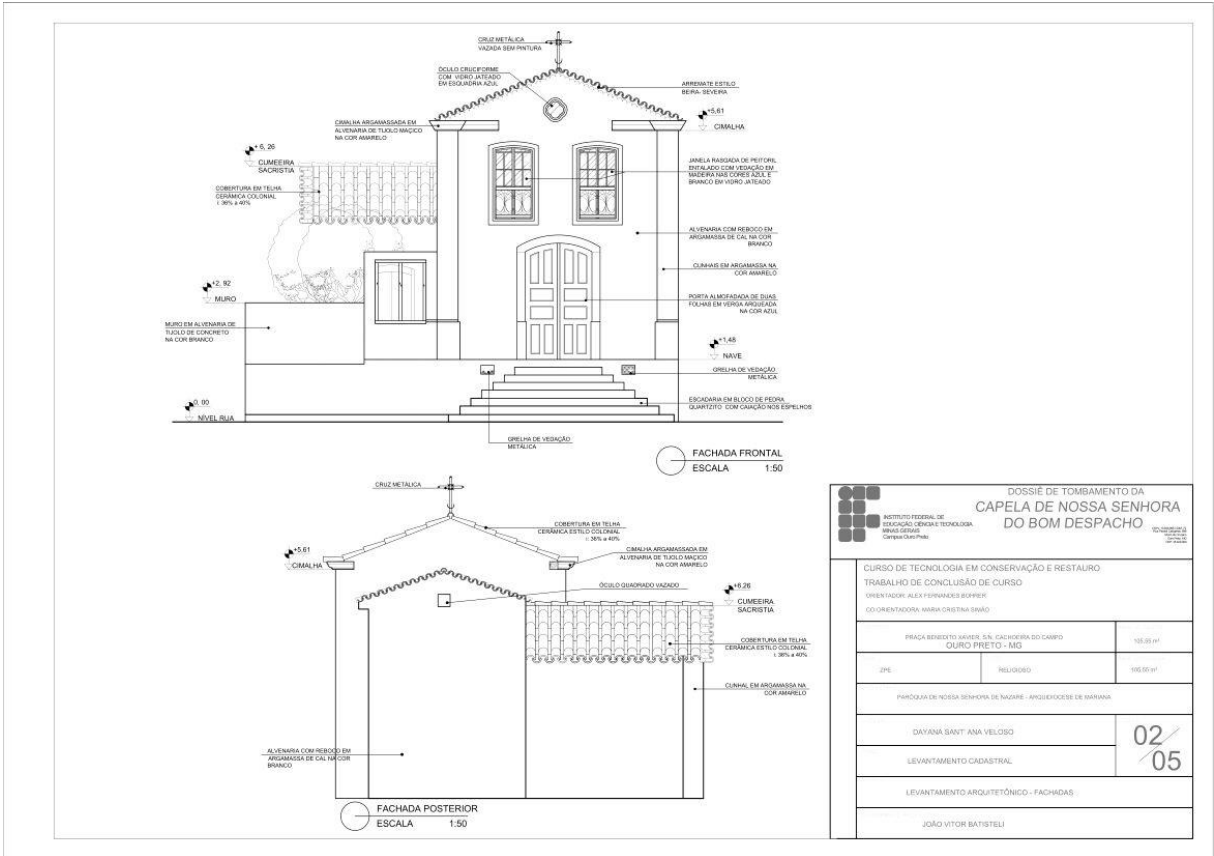 CRUZ METÁLICA
VAZADA SEM PINTURA
ÓCULO CRUCIFORME
COM VIDRO JATEADO
EM ESQUADRIA AZUL
ARREMATE ESTILO
BEIRA- SEVEIRA
+5,61
CIMALHA
CIMALHA ARGAMASSADA EM
ALVENARIA DE TIJOLO MAÇICO
NA COR AMARELO
+ 6, 26
CUMEEIRA
SACRISTIA
JANELA RASGADA DE PEITORIL
ENTALADO COM VEDAÇÃO EM
MADEIRA NAS CORES AZUL E
BRANCO EM VIDRO JATEADO
COBERTURA EM TELHA
CERÂMICA COLONIAL
i: 36% a 40%
ALVENARIA COM REBOCO EM
ARGAMASSA DE CAL NA COR
BRANCO
CUNHAIS EM ARGAMASSA NA
COR AMARELO
+2, 92
MURO
PORTA ALMOFADADA DE DUAS
FOLHAS EM VERGA ARQUEADA
NA COR AZUL
MURO EM ALVENARIA DE
TIJOLO DE CONCRETO
NA COR BRANCO
+1,48
NAVE
GRELHA DE VEDAÇÃO
METÁLICA
0, 00
NÍVEL RUA
ESCADARIA EM BLOCO DE PEDRA
QUARTZITO COM CAIAÇÃO NOS ESPELHOS
GRELHA DE VEDAÇÃO
METÁLICA
FACHADA FRONTAL
ESCALA 1:50
CRUZ METÁLICA
COBERTURA EM TELHA
CERÂMICA ESTILO COLONIAL
i: 36% a 40%
+5,61
CIMALHA
CIMALHA ARGAMASSADA EM
ALVENARIA DE TIJOLO MAÇICO
NA COR AMARELO
ÓCULO QUADRADO VAZADO
+6.26
CUMEEIRA
SACRISTIA
COBERTURA EM TELHA
CERÂMICA ESTILO COLONIAL
i: 36% a 40%
CUNHAL EM ARGAMASSA NA
COR AMARELO
ALVENARIA COM REBOCO EM
ARGAMASSA DE CAL NA COR
BRANCO
FACHADA POSTERIOR
ESCALA 1:50
INSTITUTO FEDERAL DE
EDUCAÇÃO, CIÊNCIA E TECNOLOGIA
MINAS GERAIS
Campus Ouro Preto
DOSSIÊ DE TOMBAMENTO DA
CAPELA DE NOSSA SENHORA
DO BOM DESPACHO
CURSO DE TECNOLOGIA EM CONSERVAÇÃO E RESTAURO
TRABALHO DE CONCLUSÃO DE CURSO
ORIENTADOR: ALEX FERNANDES BOHRER
CO-ORIENTADORA: MARIA CRISTINA SIMÃO
PRAÇA BENEDITO XAVIER, S/N, CACHOEIRA DO CAMPO
OURO PRETO - MG
ZPE
RELIGIOSO
PARÓQUIA DE NOSSA SENHORA DE NAZARÉ - ARQUIDIOCESE DE MARIANA
DAYANA SANT' ANA VELOSO
02/05
LEVANTAMENTO CADASTRAL
LEVANTAMENTO ARQUITETÔNICO - FACHADAS
JOÃO VITOR BATISTELI